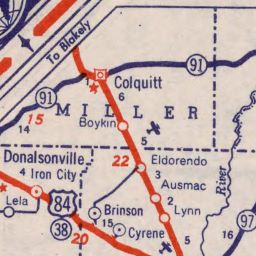 To Blakely
91
1
Colquitt
91
6
15
MILLER
14
Boykin
5
Donalsonville
22
Eldorendo
4 Iron City
3
Ausmac
River
84
2
Lela
Brinson
Lynn
97
15
38
Cyrene
20
5
16